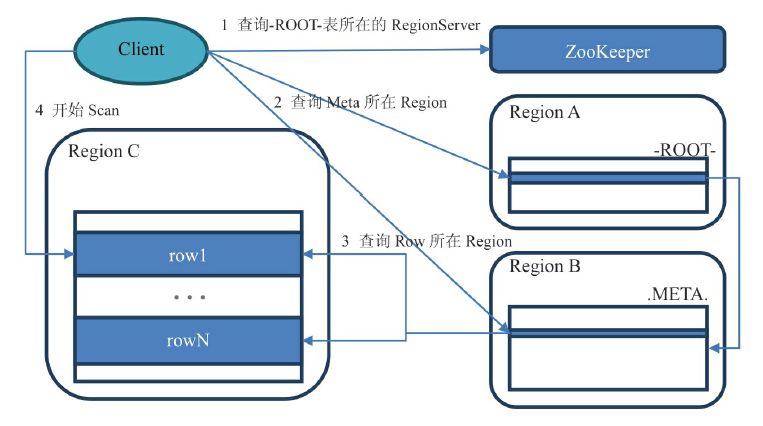 Client
1 查询-ROOT-表所在的 RegionServer
ZooKeeper
2 查询 Meta 所在 Region
4 开始 Scan
Region A
-ROOT-
Region C
3 查询 Row 所在 Region
row1
Region B
...
.META.
rowN